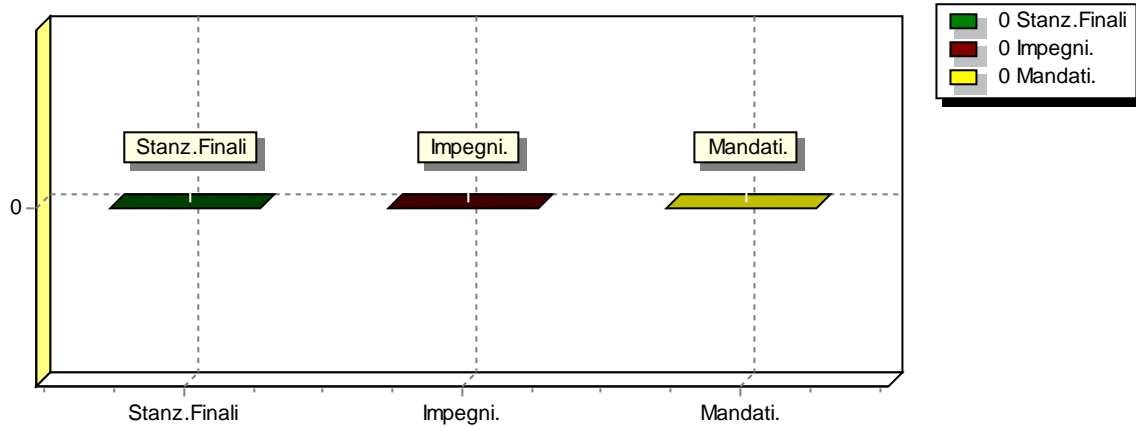 0 Stanz.Finali
0 Impegni.
0 Mandati.
Stanz.Finali
Impegni.
Mandati.
0
Stanz.Finali
Impegni.
Mandati.